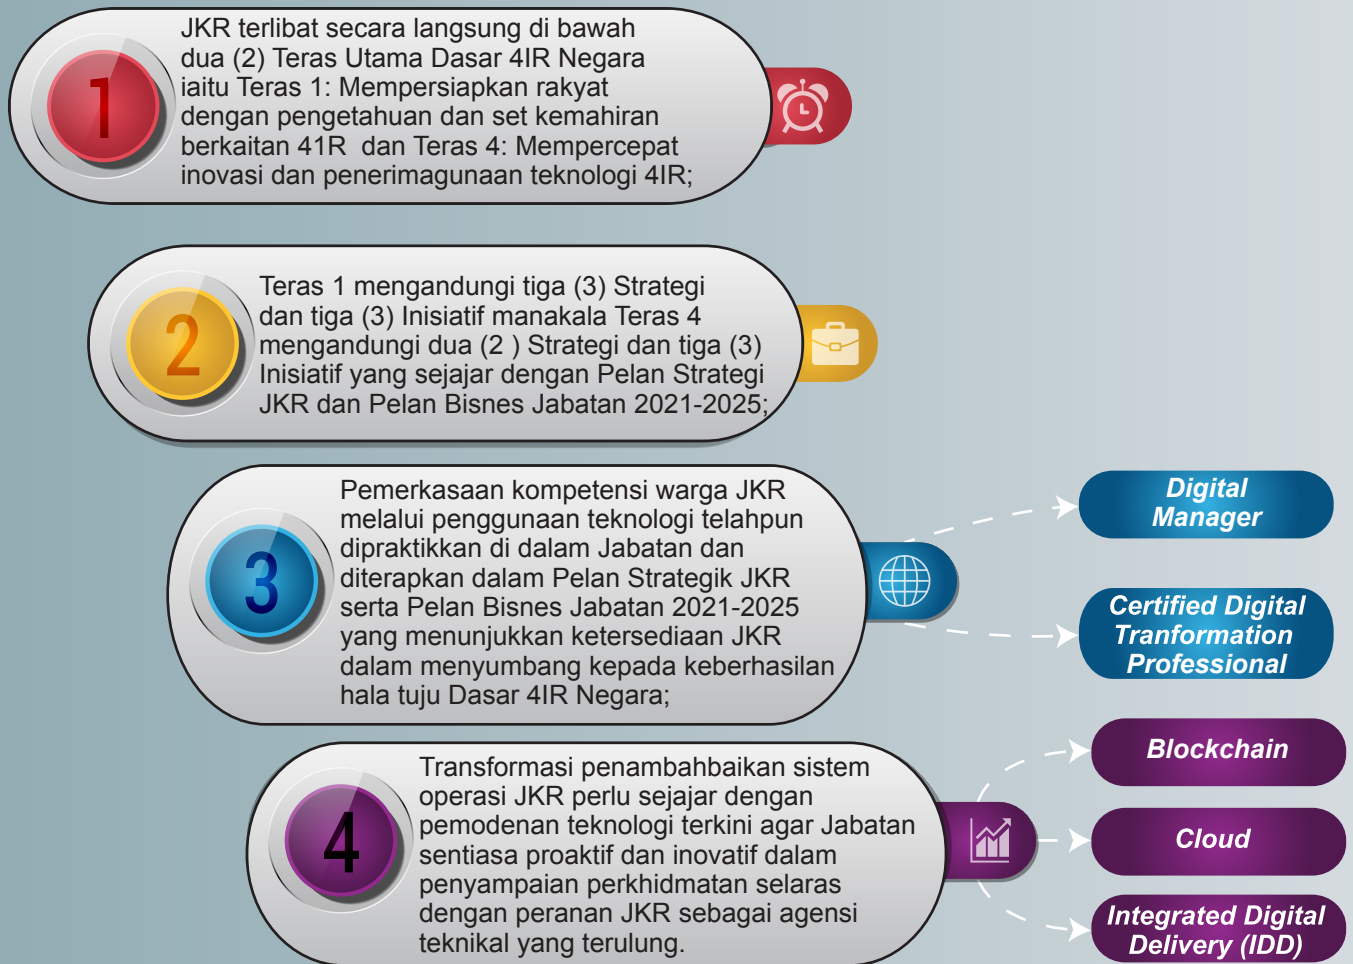 1
JKR terlibat secara langsung di bawah
dua (2) Teras Utama Dasar 4IR Negara
iaitu Teras 1: Mempersiapkan rakyat
dengan pengetahuan dan set kemahiran
berkaitan 41R dan Teras 4: Mempercepat
inovasi dan penerimagunaan teknologi 4IR;
2
Teras 1 mengandungi tiga (3) Strategi
dan tiga (3) Inisiatif manakala Teras 4
mengandungi dua (2 ) Strategi dan tiga (3)
Inisiatif yang sejajar dengan Pelan Strategi
JKR dan Pelan Bisnes Jabatan 2021-2025;
3
Pemerkasaan kompetensi warga JKR
melalui penggunaan teknologi telahpun
dipraktikkan di dalam Jabatan dan
diterapkan dalam Pelan Strategik JKR
serta Pelan Bisnes Jabatan 2021-2025
yang menunjukkan ketersediaan JKR
dalam menyumbang kepada keberhasilan
hala tuju Dasar 4IR Negara;
Digital
Manager
Certified Digital
Tranformation
Professional
4
Transformasi penambahbaikan sistem
operasi JKR perlu sejajar dengan
pemodenan teknologi terkini agar Jabatan
sentiasa proaktif dan inovatif dalam
penyampaian perkhidmatan selaras
dengan peranan JKR sebagai agensi
teknikal yang terulung.
Blockchain
Cloud
Integrated Digital
Delivery (IDD)